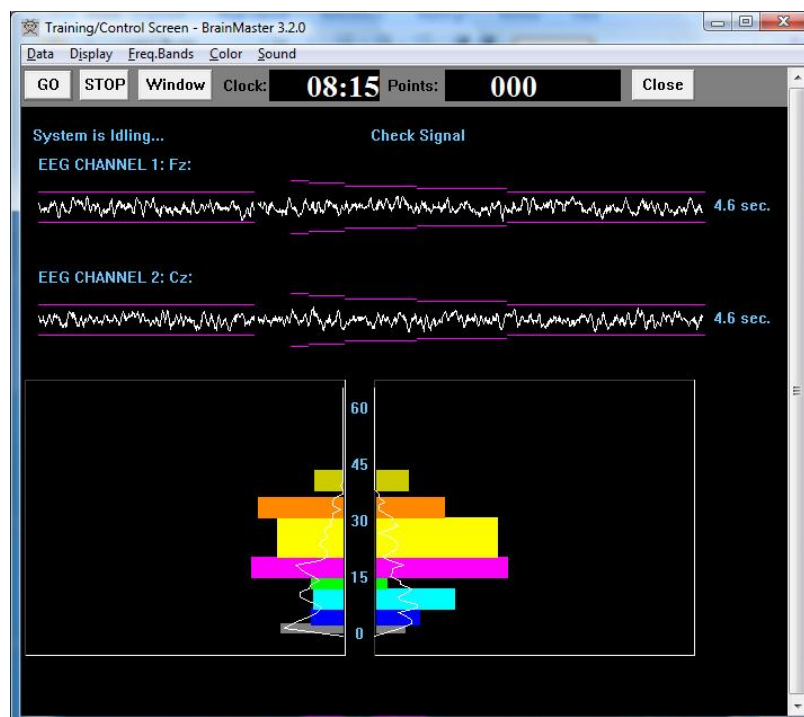 Training/Control Screen - BrainMaster 3.2.0
Data Display Freq.Bands Color Sound
GO STOP Window Clock: 08:15 Points: 000 Close
System is Idling... Check Signal
EEG CHANNEL 1: Fz:
4.6 sec.
EEG CHANNEL 2: Cz:
4.6 sec.
60
45
30
15
0